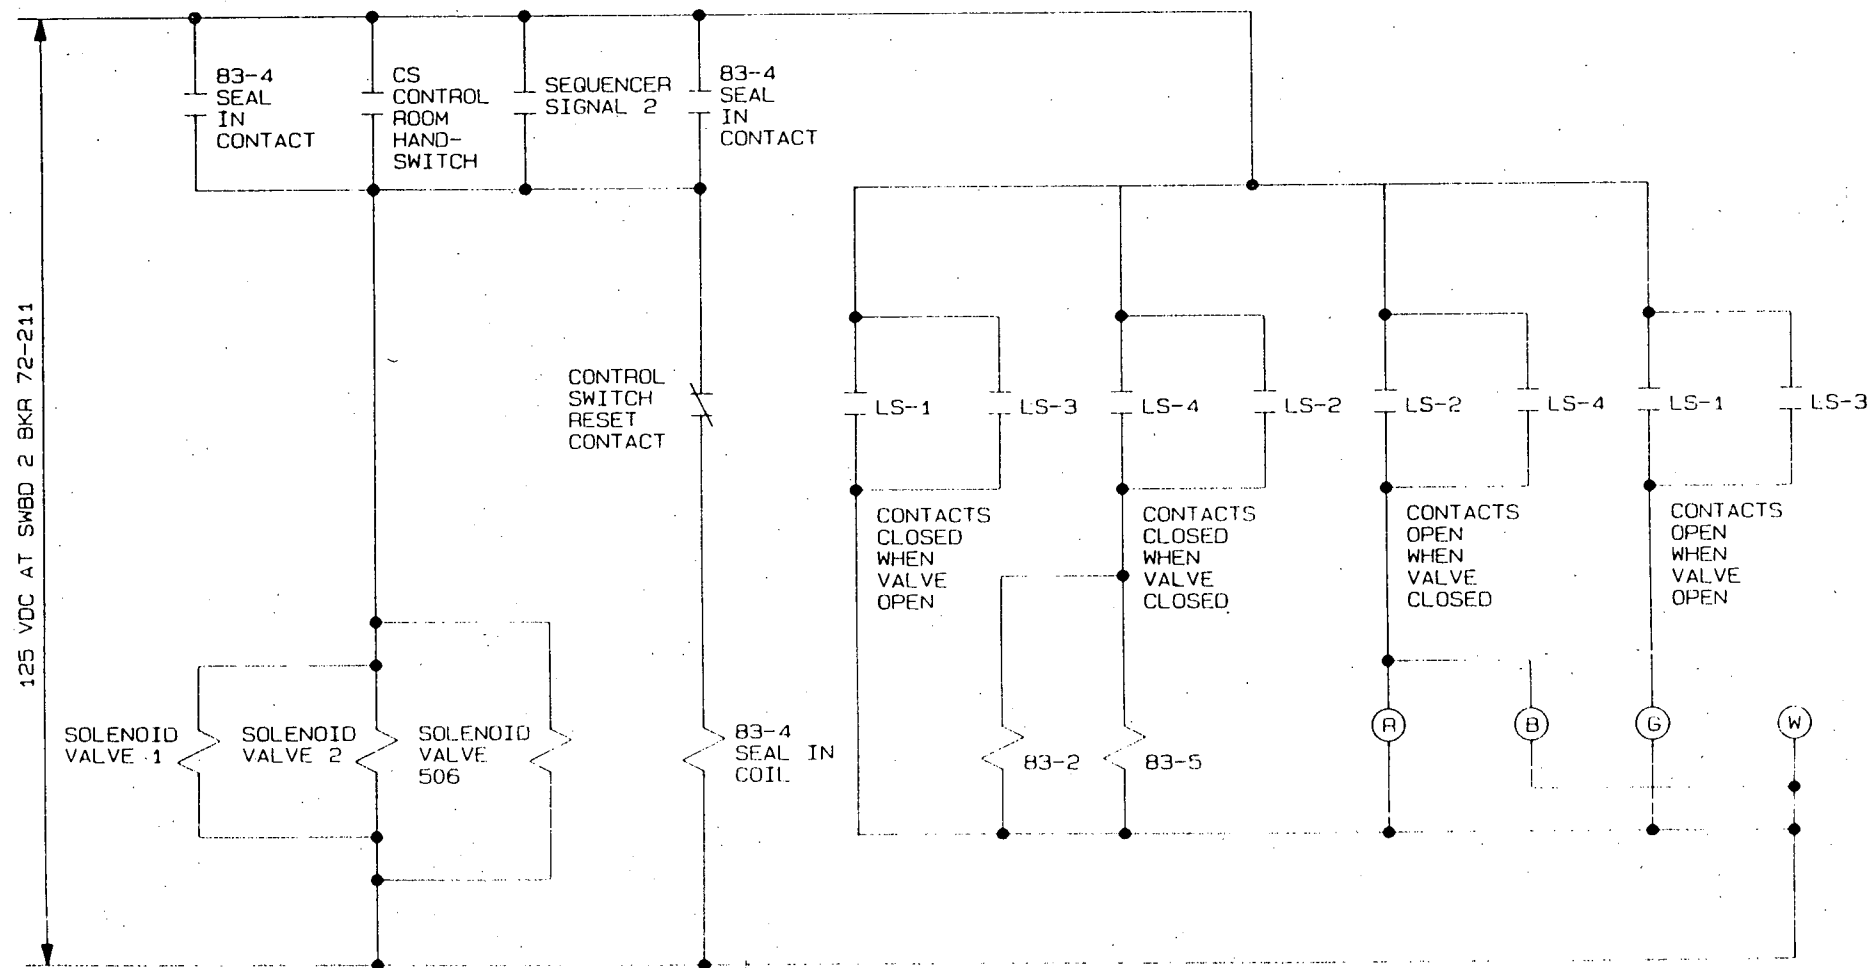 83-4
SEAL
IN
CONTACT
CS
CONTROL
ROOM
HAND-
SWITCH
SEQUENCER
SIGNAL 2
83-4
SEAL
IN
CONTACT
125 VDC AT SWBD 2 BKR 72-211
CONTROL
SWITCH
RESET
CONTACT
LS-1
LS-3
LS-4
LS-2
LS-2
LS-4
LS-1
LS-3
CONTACTS
CLOSED
WHEN
VALVE
OPEN
CONTACTS
CLOSED
WHEN
VALVE
CLOSED
CONTACTS
OPEN
WHEN
VALVE
CLOSED
CONTACTS
OPEN
WHEN
VALVE
OPEN
SOLENOID
VALVE 1
SOLENOID
VALVE 2
SOLENOID
VALVE
506
83-4
SEAL IN
COIL
83-2
83-5
R
B
G
W